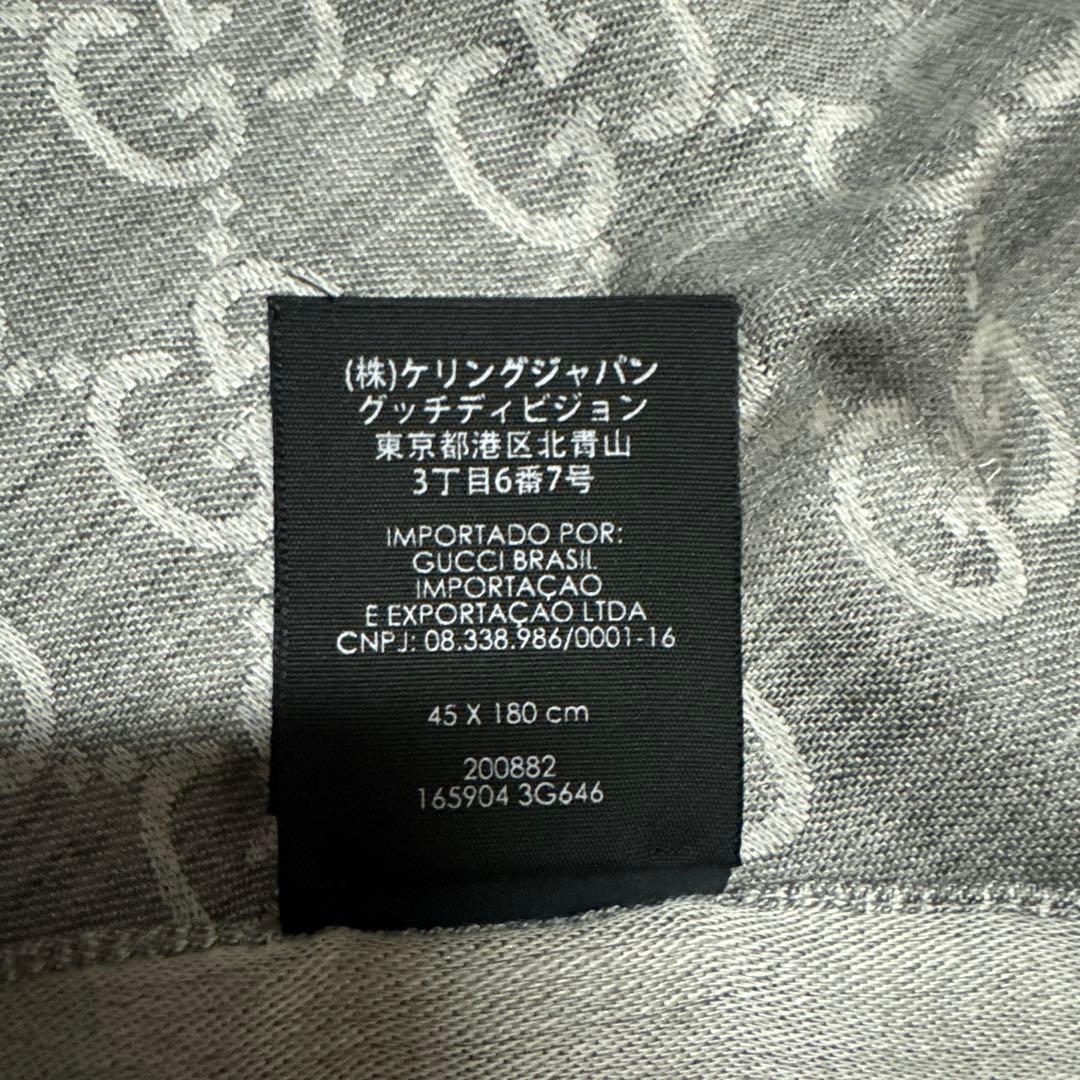 (株)ケリングジャパン
グッチディビジョン
東京都港区北青山
3丁目6番7号
IMPORTADO POR:
GUCCI BRASIL
IMPORTAÇAO
E EXPORTAÇAO LTDA
CNPJ: 08.338.986/0001-16
45 X 180 cm
200882
165904 3G646